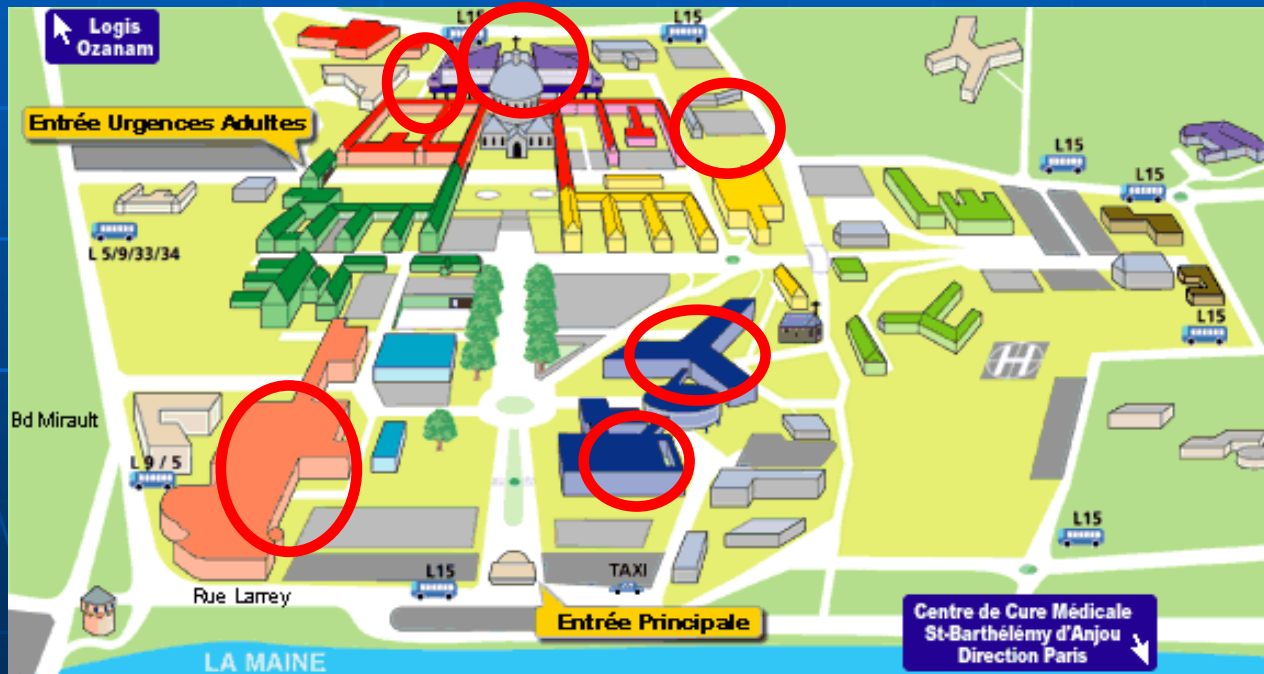 Logis
Ozanam
L15
L15
Entrée Urgences Adultes
L15
L15
L 5/9/33/34
L15
H
Bd Mirault
L 9 / 5
L15
L15
TAXI
Rue Larrey
Entrée Principale
Centre de Cure Médicale
St-Barthélémy d'Anjou
Direction Paris
LA MAINE